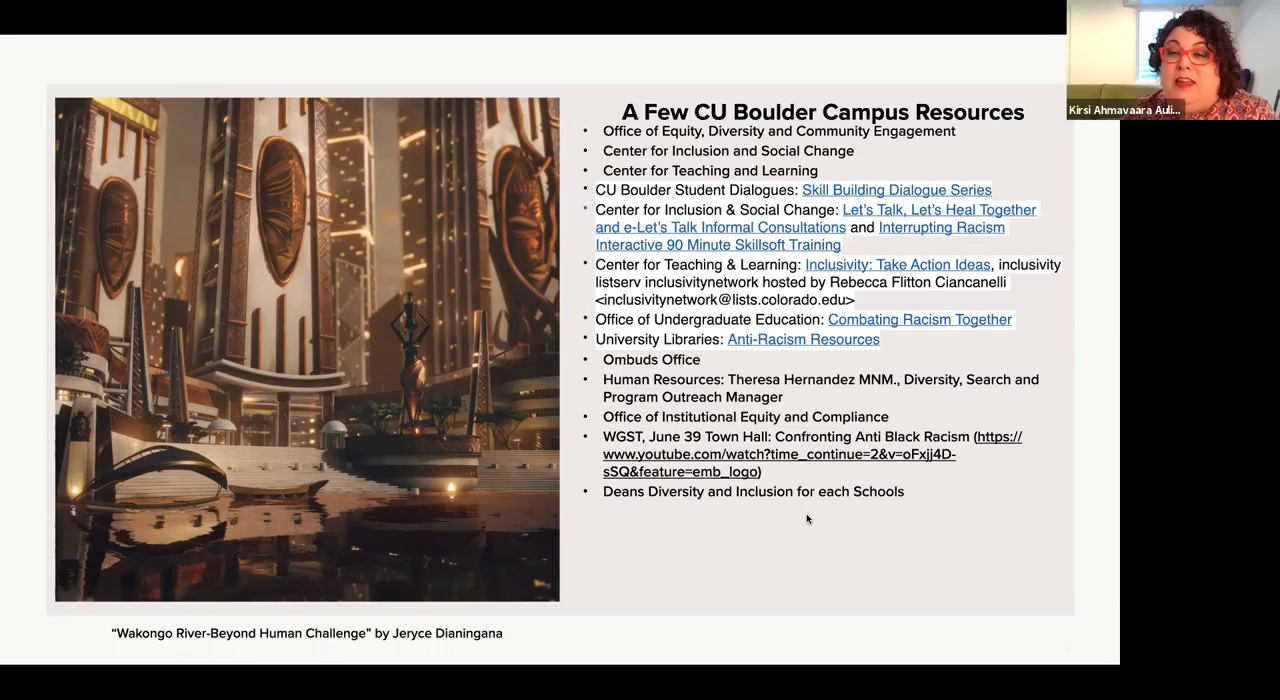 A Few CU Boulder Campus Resources
• Office of Equity, Diversity and Community Engagement
• Center for Inclusion and Social Change
• Center for Teaching and Learning
• CU Boulder Student Dialogues: Skill Building Dialogue Series
• Center for Inclusion & Social Change: Let’s Talk, Let’s Heal Together
and e-Let’s Talk Informal Consultations and Interrupting Racism
Interactive 90 Minute Skillsoft Training
• Center for Teaching & Learning: Inclusivity: Take Action Ideas, inclusivity
listserv inclusivitynetwork hosted by Rebecca Flitton Ciancanelli
<inclusivitynetwork@lists.colorado.edu>
• Office of Undergraduate Education: Combating Racism Together
• University Libraries: Anti-Racism Resources
• Ombuds Office
• Human Resources: Theresa Hernandez MNM., Diversity, Search and
Program Outreach Manager
• Office of Institutional Equity and Compliance
• WGST, June 39 Town Hall: Confronting Anti Black Racism (https://
www.youtube.com/watch?time_continue=2&v=oFxjj4D-
sSQ&feature=emb_logo)
• Deans Diversity and Inclusion for each Schools
“Wakongo River-Beyond Human Challenge” by Jeryce Dianingana
Kirsi Ahmavaara Auli...